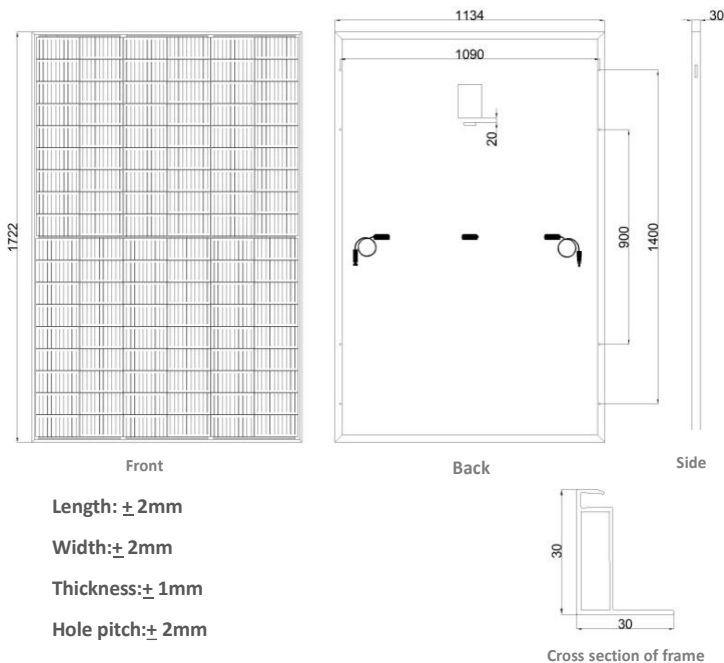 1134
30
1090
20
1722
900
1400
Front
Back
Side
Length: ± 2mm
Width:± 2mm
Thickness:± 1mm
Hole pitch:± 2mm
30
30
Cross section of frame